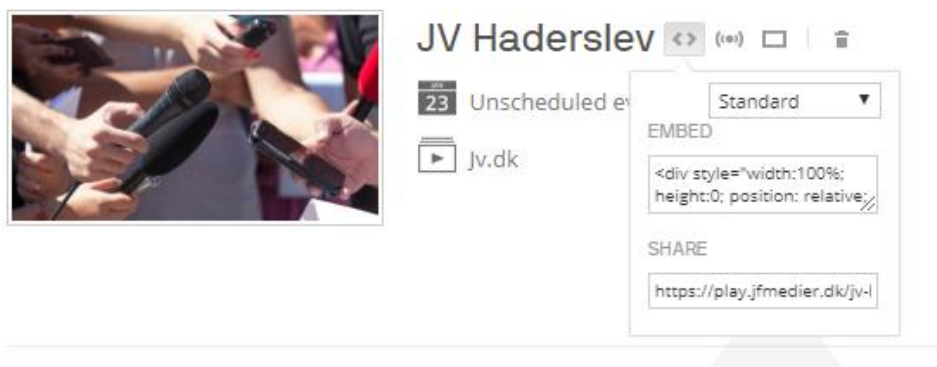 JV Haderslev
23 Unscheduled ev
Jv.dk
Standard
EMBED
<div style="width:100%;
height:0; position: relative;
SHARE
https://play.jfmedier.dk/jv-l